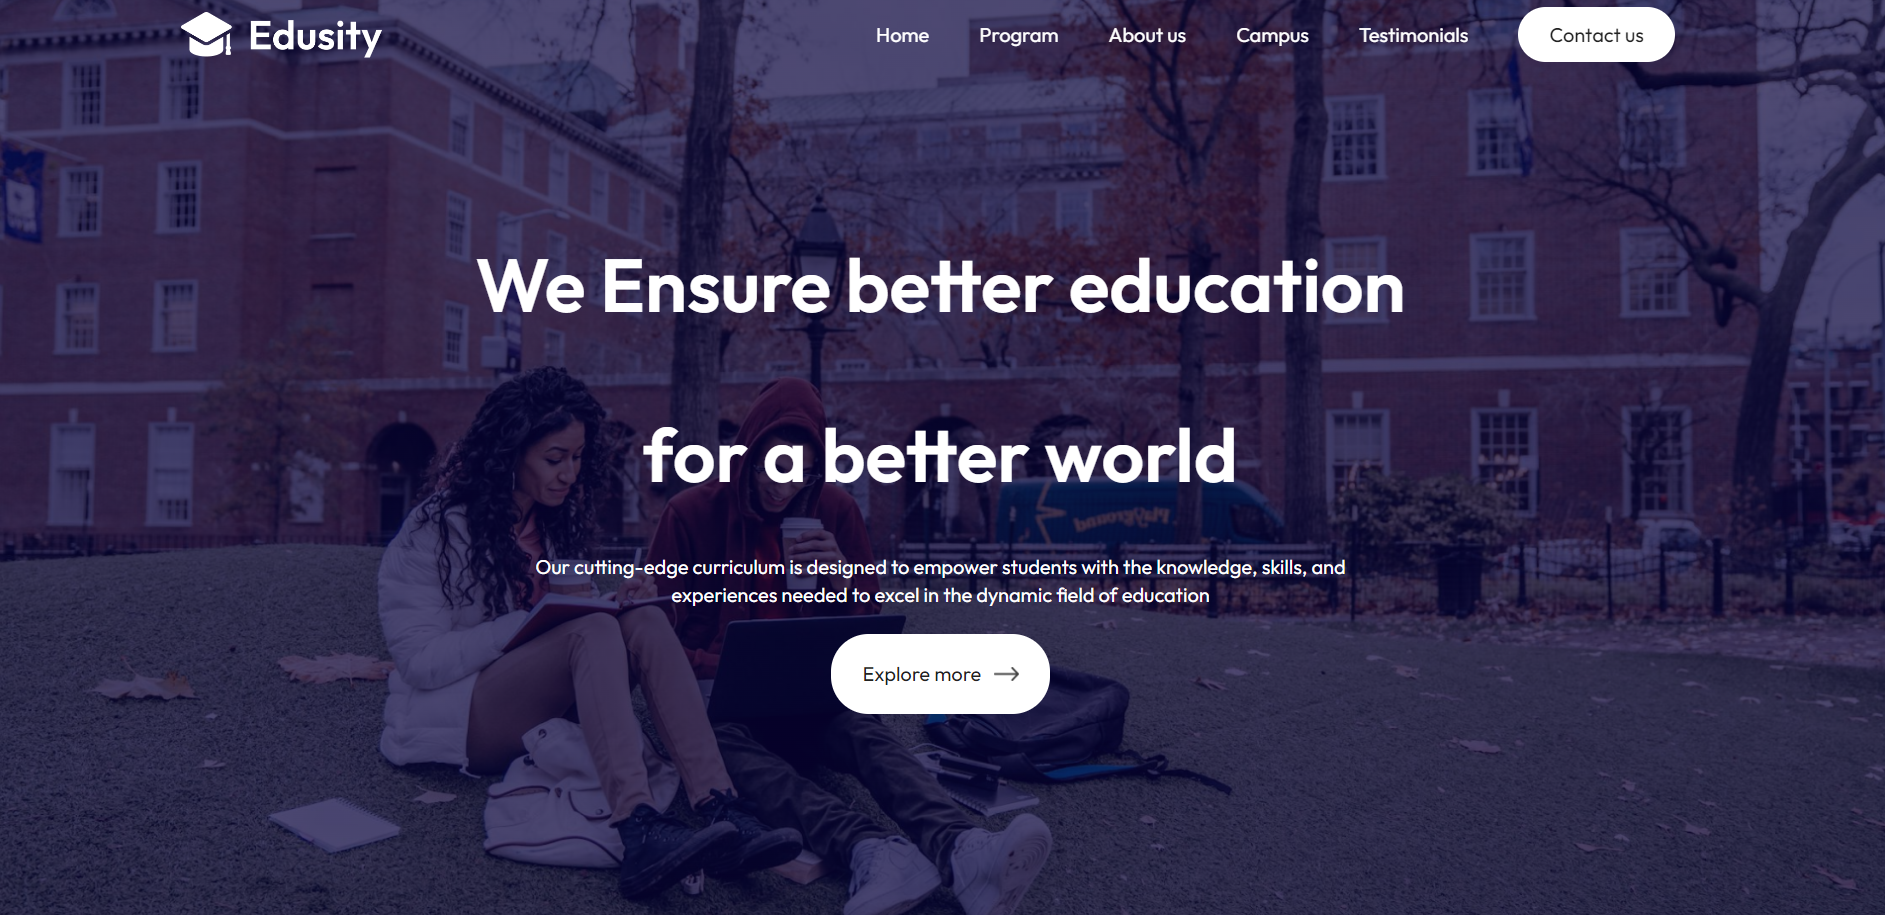 Edusity
Home Program About us Campus Testimonials Contact us
We Ensure better education
for a better world
Our cutting-edge curriculum is designed to empower students with the knowledge, skills, and
experiences needed to excel in the dynamic field of education
Explore more